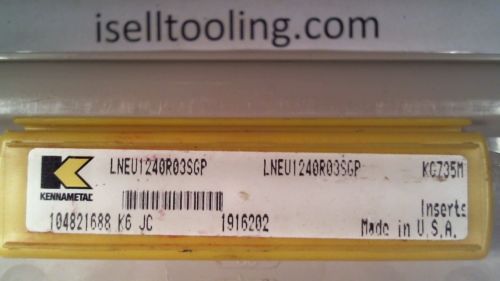 iselltooling.com
KENNAMETAL
LNEU1240R03SGP LNEU1240R03SGP KC735M
Inserts
104821688 K6 JC 1916202 Made in U.S.A.